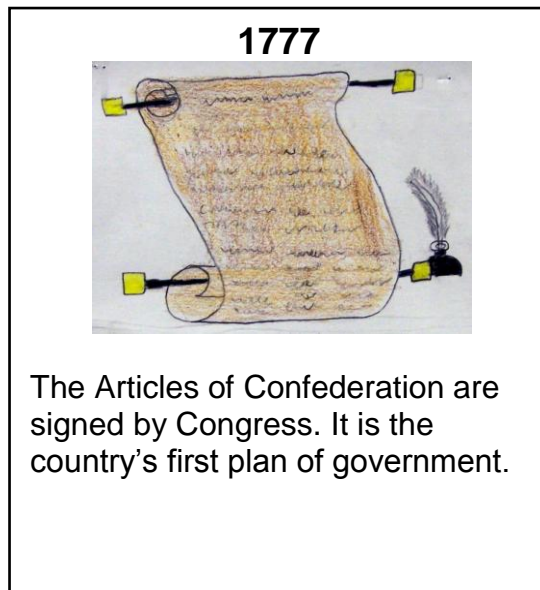 1777
The Articles of Confederation are
signed by Congress. It is the
country’s first plan of government.